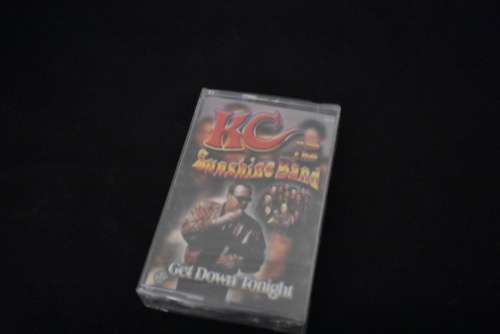 KC
Sunshine Band
Get Down Tonight